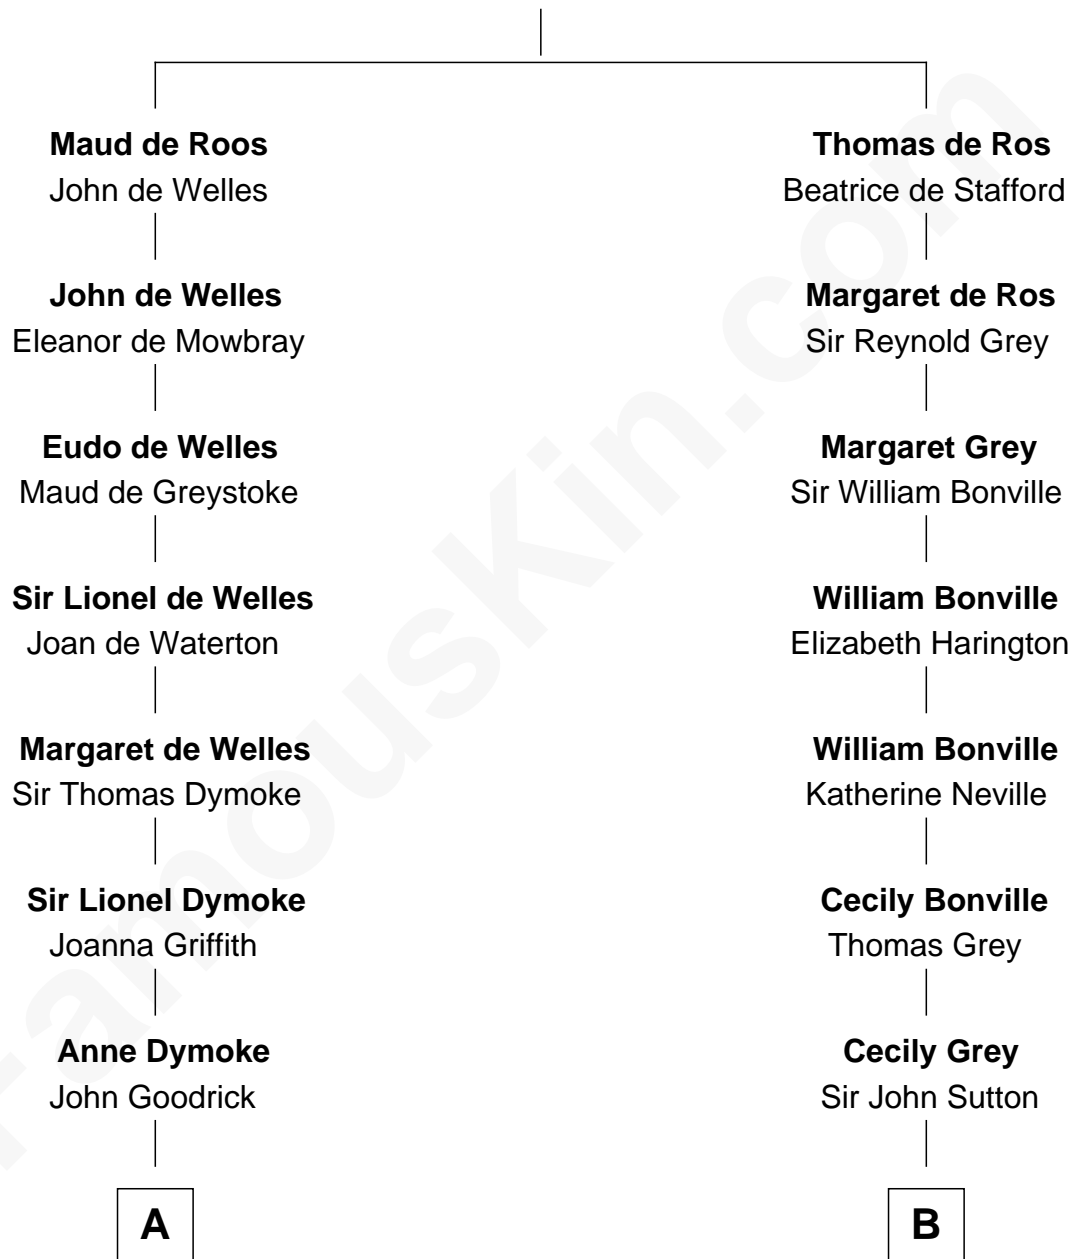 Maud de Roos
John de Welles
Thomas de Ros
Beatrice de Stafford
John de Welles
Eleanor de Mowbray
Margaret de Ros
Sir Reynold Grey
Eudo de Welles
Maud de Greystoke
Margaret Grey
Sir William Bonville
Sir Lionel de Welles
Joan de Waterton
William Bonville
Elizabeth Harington
Margaret de Welles
Sir Thomas Dymoke
William Bonville
Katherine Neville
Sir Lionel Dymoke
Joanna Griffith
Cecily Bonville
Thomas Grey
Anne Dymoke
John Goodrick
Cecily Grey
Sir John Sutton
A
B
FamousKin.com